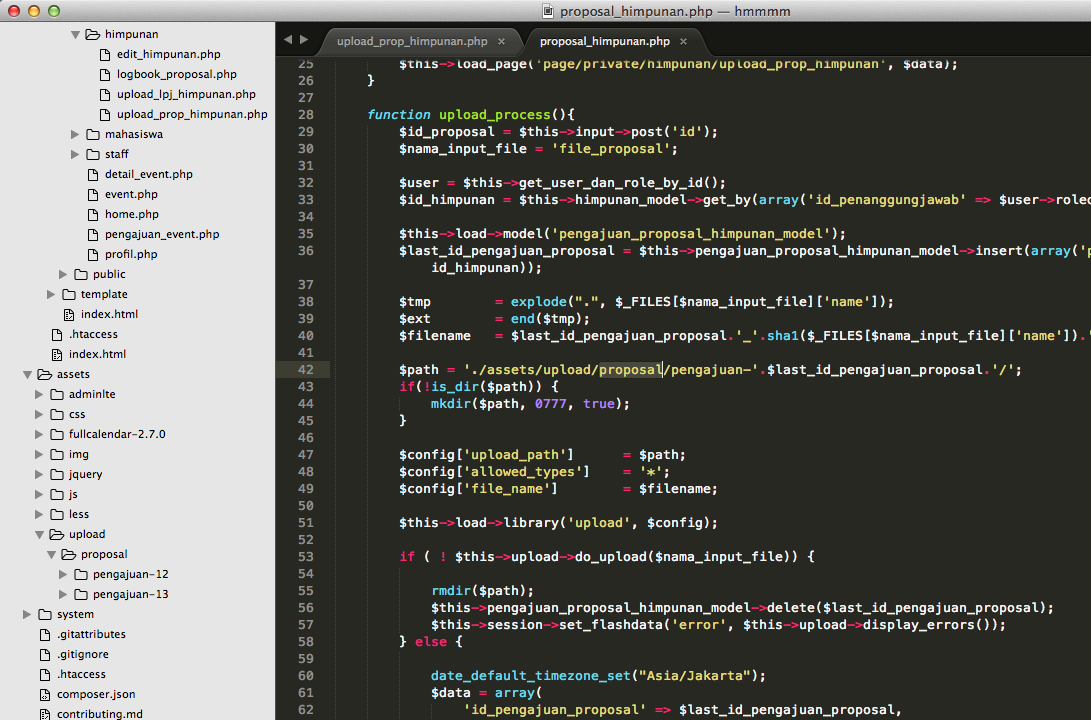 proposal_himpunan.php — hmmmm
himpunan
edit_himpunan.php
logbook_proposal.php
upload_lpj_himpunan.php
upload_prop_himpunan.php
mahasiswa
staff
detail_event.php
event.php
home.php
pengajuan_event.php
profil.php
public
template
index.html
.htaccess
index.html
assets
adminlte
css
fullcalendar-2.7.0
img
jquery
js
less
upload
proposal
pengajuan-12
pengajuan-13
system
.gitattributes
.gitignore
.htaccess
composer.json
contributing.md
upload_prop_himpunan.php ×
proposal_himpunan.php ×
25 $this->load_page('page/private/himpunan/upload_prop_himpunan', $data);
26 }
27
28 function upload_process(){
29 $id_proposal = $this->input->post('id');
30 $nama_input_file = 'file_proposal';
31
32 $user = $this->get_user_dan_role_by_id();
33 $id_himpunan = $this->himpunan_model->get_by(array('id_penanggungjawab' => $user->roled
34
35 $this->load->model('pengajuan_proposal_himpunan_model');
36 $last_id_pengajuan_proposal = $this->pengajuan_proposal_himpunan_model->insert(array('p
id_himpunan));
37
38 $tmp = explode(".", $_FILES[$nama_input_file]['name']);
39 $ext = end($tmp);
40 $filename = $last_id_pengajuan_proposal.'_'.sha1($_FILES[$nama_input_file]['name']).'
41
42 $path = './assets/upload/proposal/pengajuan-'.$last_id_pengajuan_proposal.'/';
43 if(!is_dir($path)) {
44 mkdir($path, 0777, true);
45 }
46
47 $config['upload_path'] = $path;
48 $config['allowed_types'] = '*';
49 $config['file_name'] = $filename;
50
51 $this->load->library('upload', $config);
52
53 if ( ! $this->upload->do_upload($nama_input_file)) {
54
55 rmdir($path);
56 $this->pengajuan_proposal_himpunan_model->delete($last_id_pengajuan_proposal);
57 $this->session->set_flashdata('error', $this->upload->display_errors());
58 } else {
59
60 date_default_timezone_set("Asia/Jakarta");
61 $data = array(
62 'id_pengajuan_proposal' => $last_id_pengajuan_proposal,